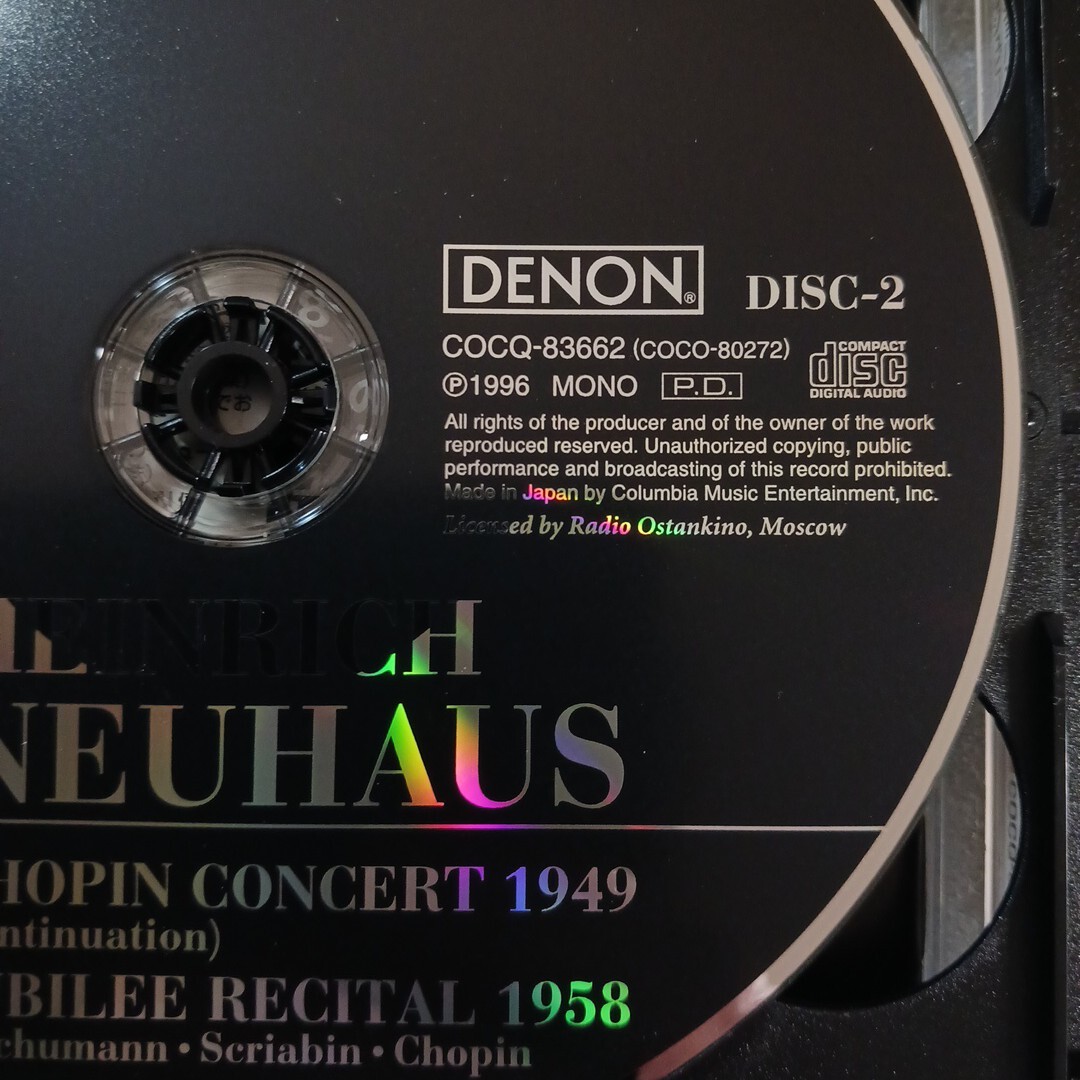 DENON®
DISC-2
COCQ-83662 (COCO-80272)
COMPACT
disc
DIGITAL AUDIO
Ⓟ1996 MONO P.D.
All rights of the producer and of the owner of the work
reproduced reserved. Unauthorized copying, public
performance and broadcasting of this record prohibited.
Made in Japan by Columbia Music Entertainment, Inc.
Licensed by Radio Ostankino, Moscow
HEINRICH
NEUHAUS
HOPIN CONCERT 1949
ntinuation)
UBILEE RECITAL 1958
chumann • Scriabin • Chopin